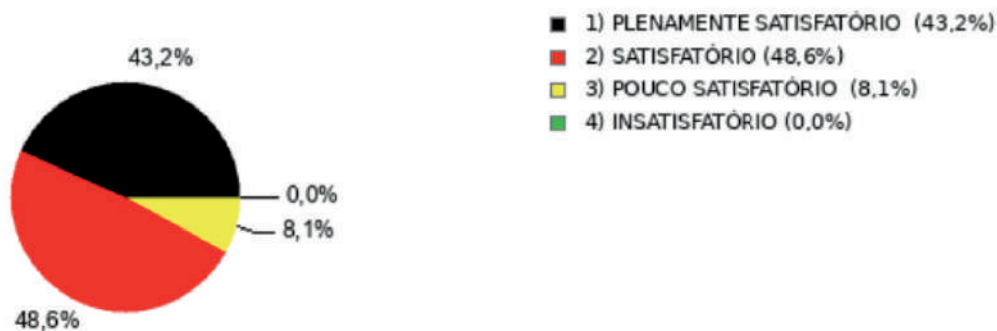 43,2%
0,0%
8,1%
48,6%
1) PLENAMENTE SATISFATÓRIO (43,2%)
2) SATISFATÓRIO (48,6%)
3) POUCO SATISFATÓRIO (8,1%)
4) INSATISFATÓRIO (0,0%)